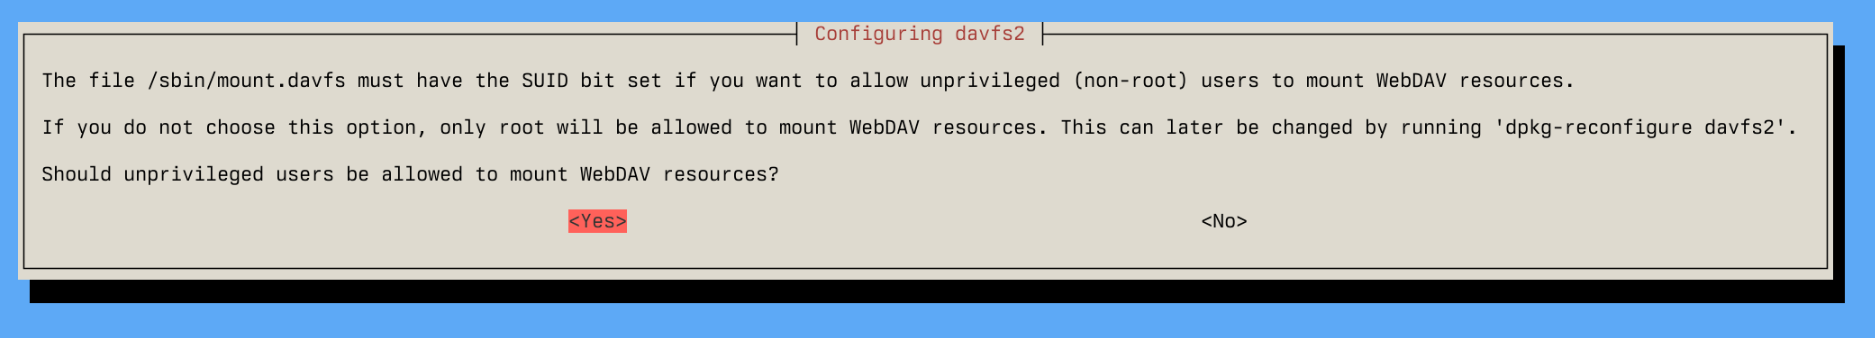 Configuring davfs2
The file /sbin/mount.davfs must have the SUID bit set if you want to allow unprivileged (non-root) users to mount WebDAV resources.
If you do not choose this option, only root will be allowed to mount WebDAV resources. This can later be changed by running 'dpkg-reconfigure davfs2'.
Should unprivileged users be allowed to mount WebDAV resources?
<Yes> <No>